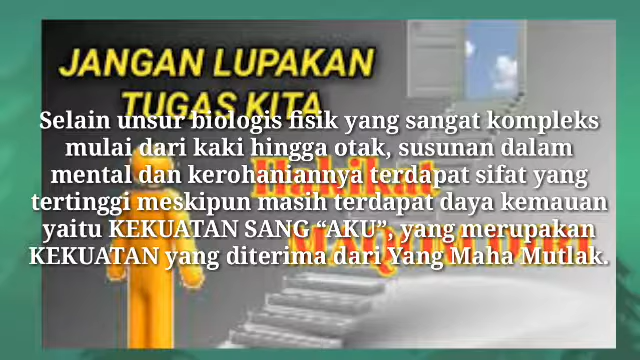 JANGAN LUPAKAN
TUGAS KITA
Selain unsur biologis fisik yang sangat kompleks
mulai dari kaki hingga otak, susunan dalam
mental dan kerohaniannya terdapat sifat yang
tertinggi meskipun masih terdapat daya kemauan
yaitu KEKUATAN SANG “AKU”, yang merupakan
KEKUATAN yang diterima dari Yang Maha Mutlak.
Hakikat